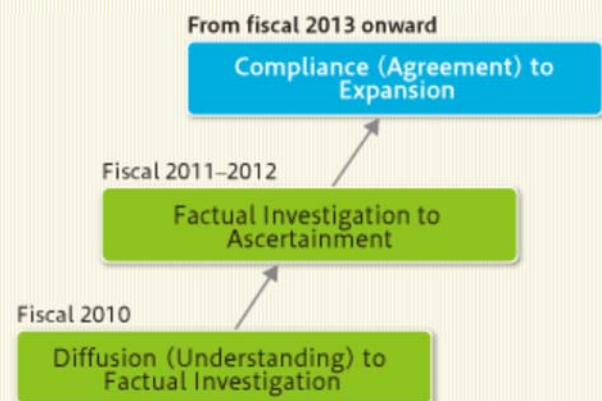 From fiscal 2013 onward
Compliance (Agreement) to
Expansion
Fiscal 2011–2012
Factual Investigation to
Ascertainment
Fiscal 2010
Diffusion (Understanding) to
Factual Investigation